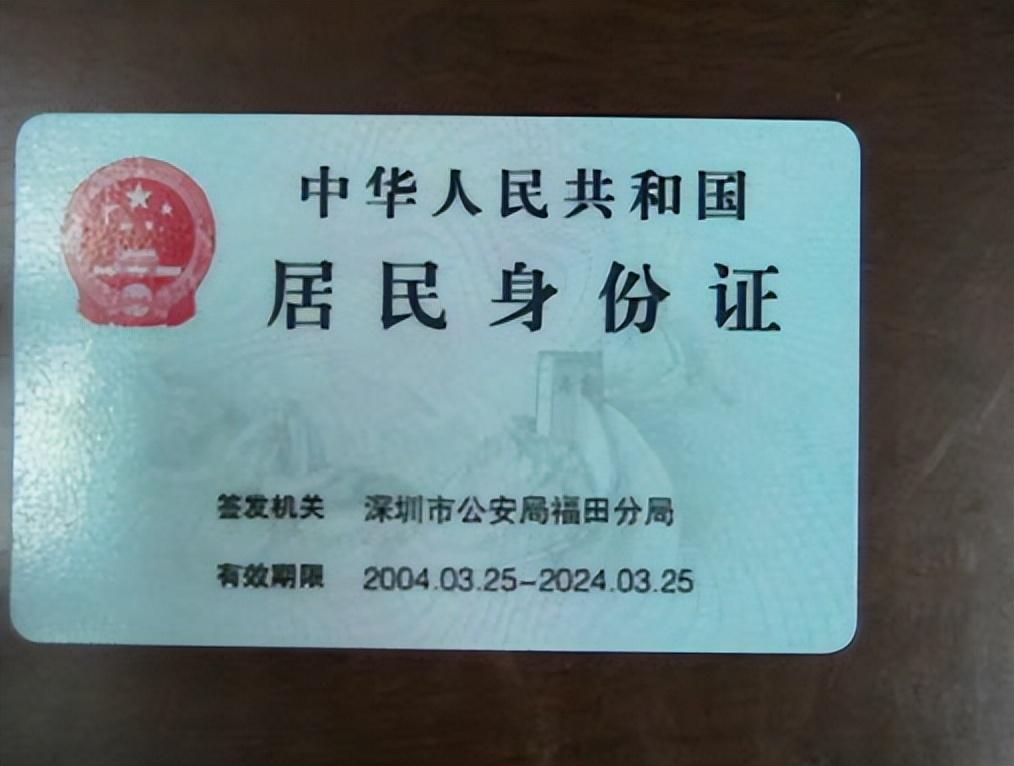 中华人民共和国
居民身份证
签发机关 深圳市公安局福田分局
有效期限 2004.03.25-2024.03.25